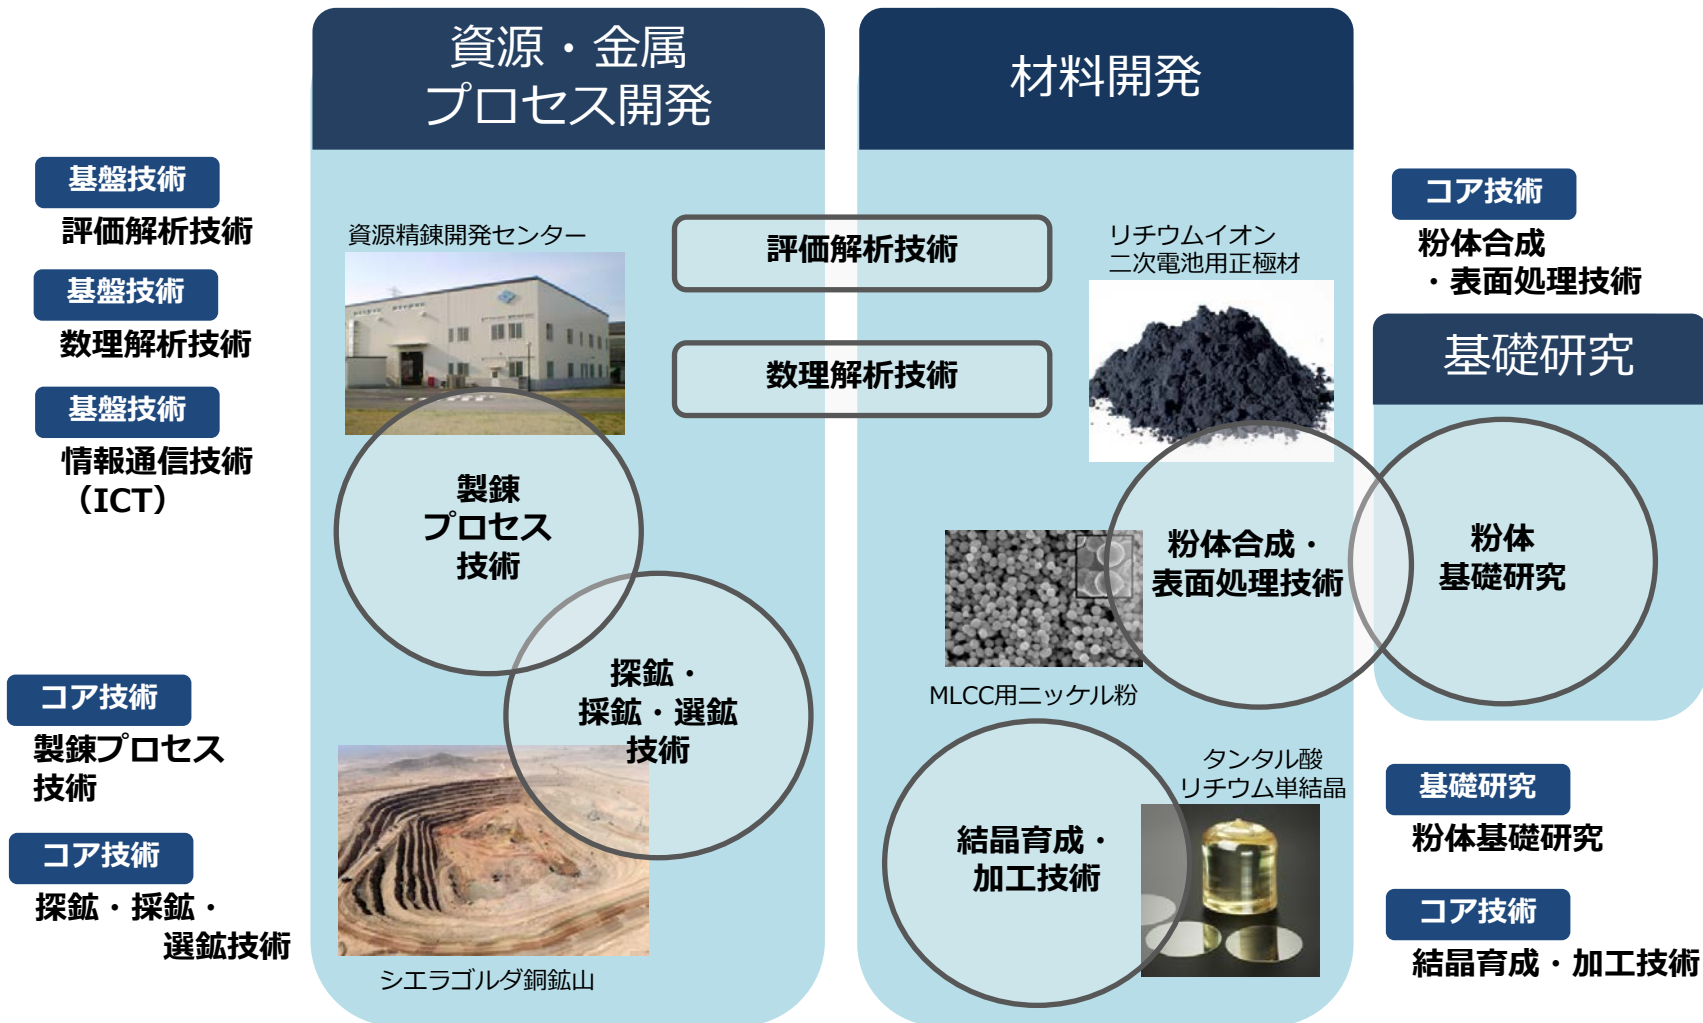 資源・金属
プロセス開発
材料開発
基盤技術
評価解析技術
基盤技術
数理解析技術
基盤技術
情報通信技術
（ICT）
コア技術
製錬プロセス
技術
コア技術
探鉱・採鉱・
選鉱技術
資源精錬開発センター
製錬
プロセス
技術
探鉱・
採鉱・選鉱
技術
シエラゴルダ銅鉱山
評価解析技術
数理解析技術
リチウムイオン
二次電池用正極材
粉体合成・
表面処理技術
MLCC用ニッケル粉
タンタル酸
リチウム単結晶
結晶育成・
加工技術
コア技術
粉体合成
・表面処理技術
基礎研究
粉体
基礎研究
基礎研究
粉体基礎研究
コア技術
結晶育成・加工技術